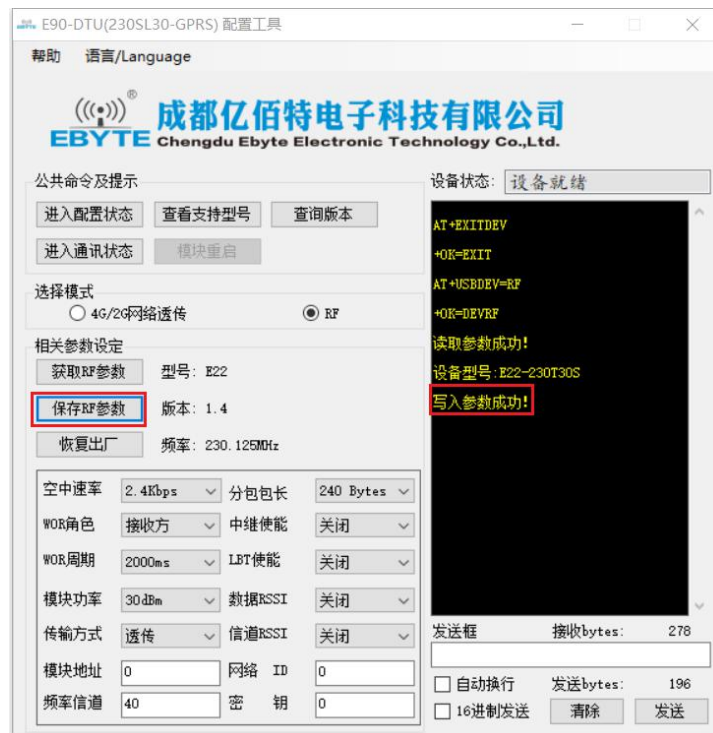 E90-DTU(230SL30-GPRS) 配置工具
帮助 语言/Language
EBYTE ®
成都亿佰特电子科技有限公司
Chengdu Ebyte Electronic Technology Co.,Ltd.
公共命令及提示
进入配置状态 查看支持型号 查询版本
进入通讯状态 模块重启
选择模式
4G/2G网络透传 RF
相关参数设定
获取RF参数 型号: E22
保存RF参数 版本: 1.4
恢复出厂 频率: 230.125MHz
空中速率 2.4Kbps 分包包长 240 Bytes
WOR角色 接收方 中继使能 关闭
WOR周期 2000ms LBT使能 关闭
模块功率 30dBm 数据RSSI 关闭
传输方式 透传 信道RSSI 关闭
模块地址 0 网络 ID 0
频率信道 40 密 钥 0
设备状态: 设备就绪
AT+EXITDEV
+OK=EXIT
AT+USBDEV=RF
+OK=DEVRF
读取参数成功!
设备型号:E22-230T30S
写入参数成功!
发送框 接收bytes: 278
自动换行 发送bytes: 196
16进制发送 清除 发送